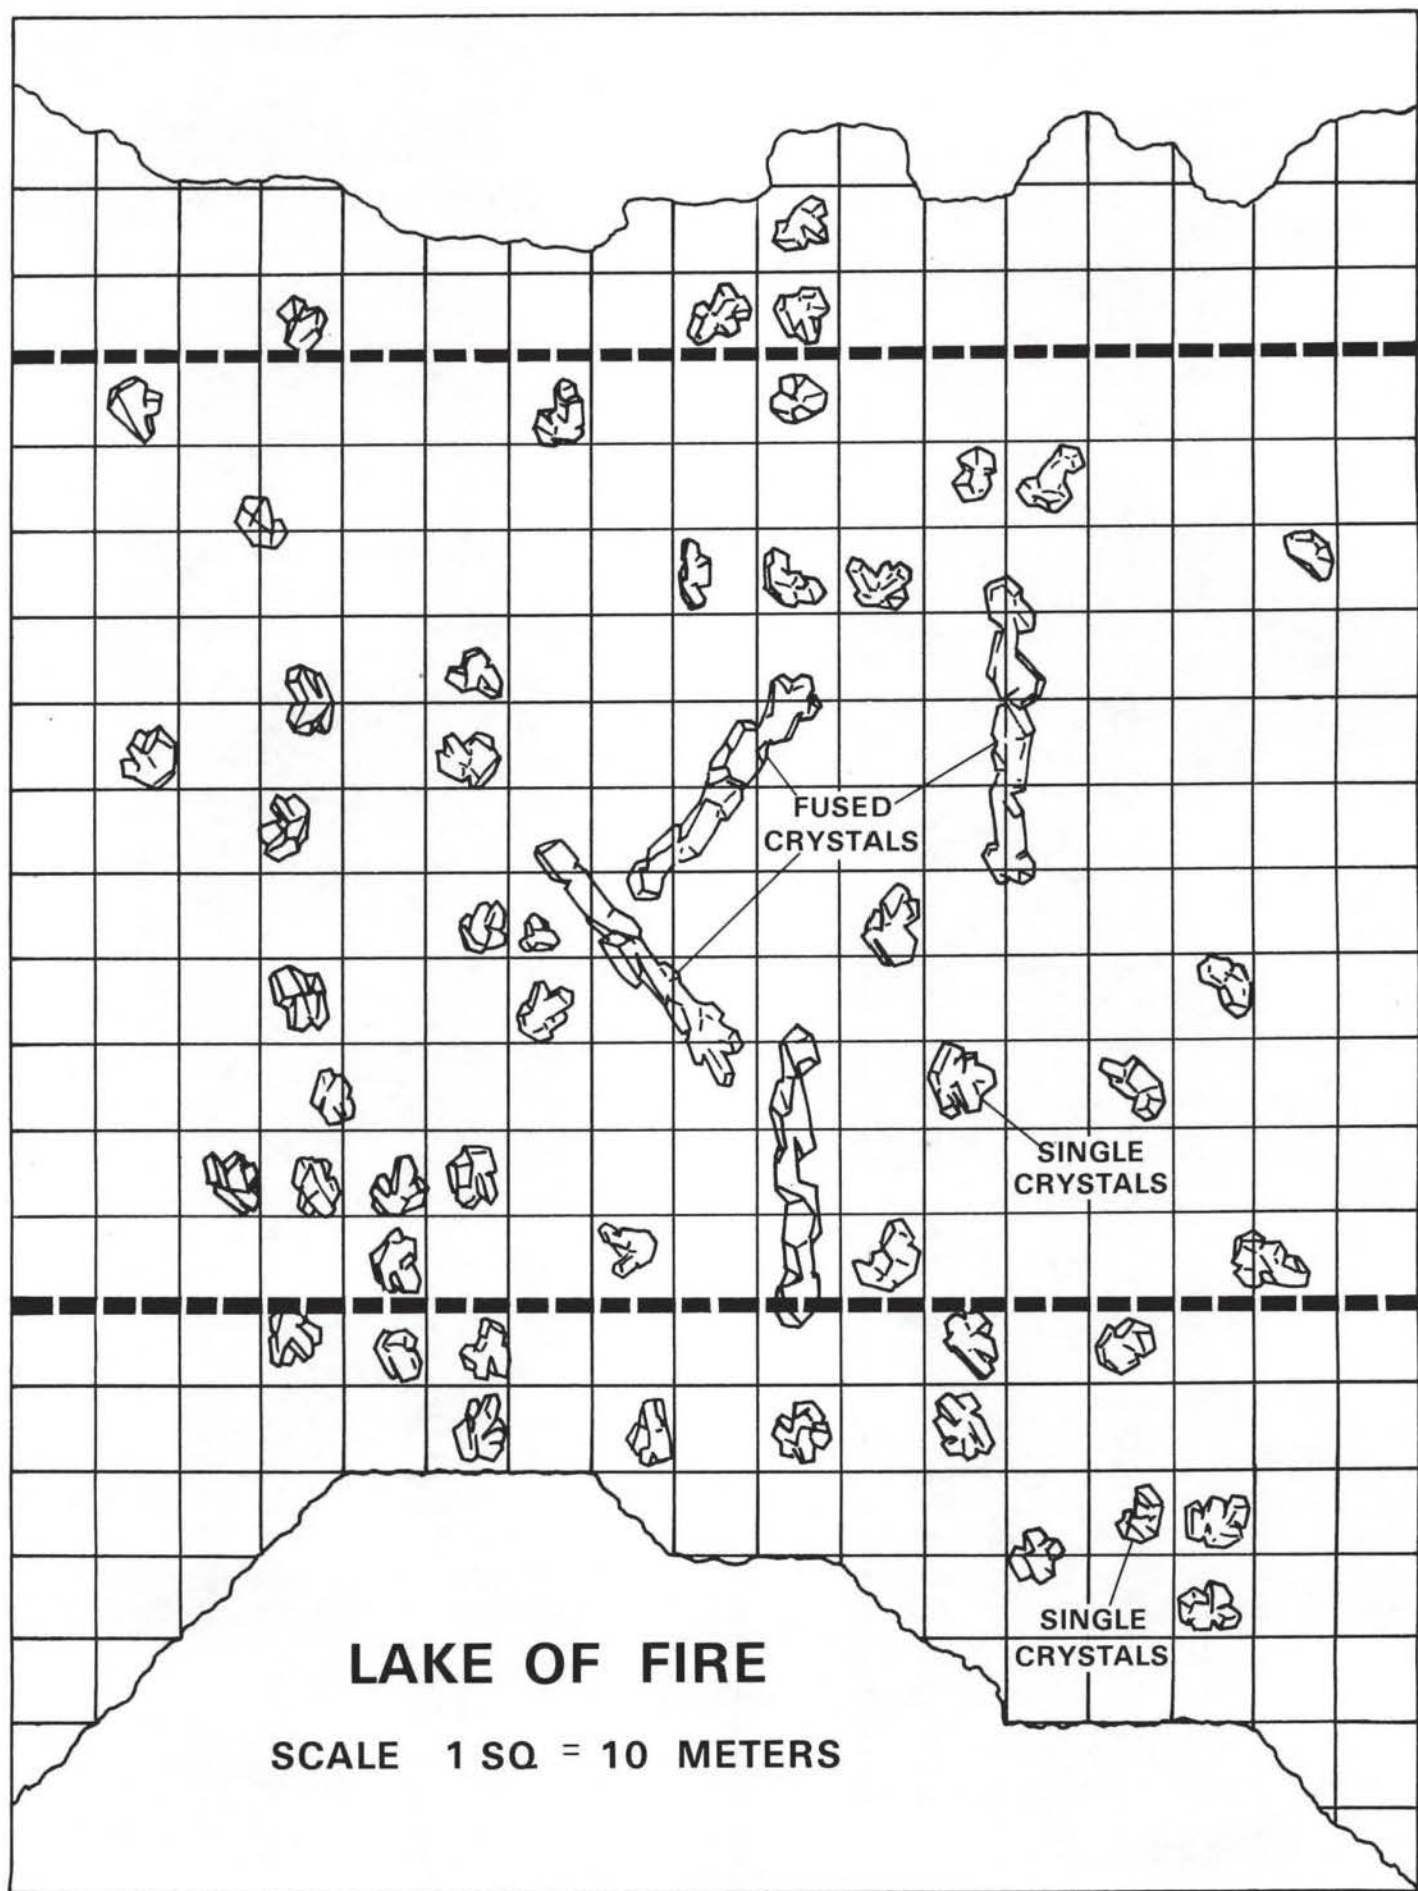 FUSED
CRYSTALS
SINGLE
CRYSTALS
SINGLE
CRYSTALS
LAKE OF FIRE
SCALE 1 SQ = 10 METERS